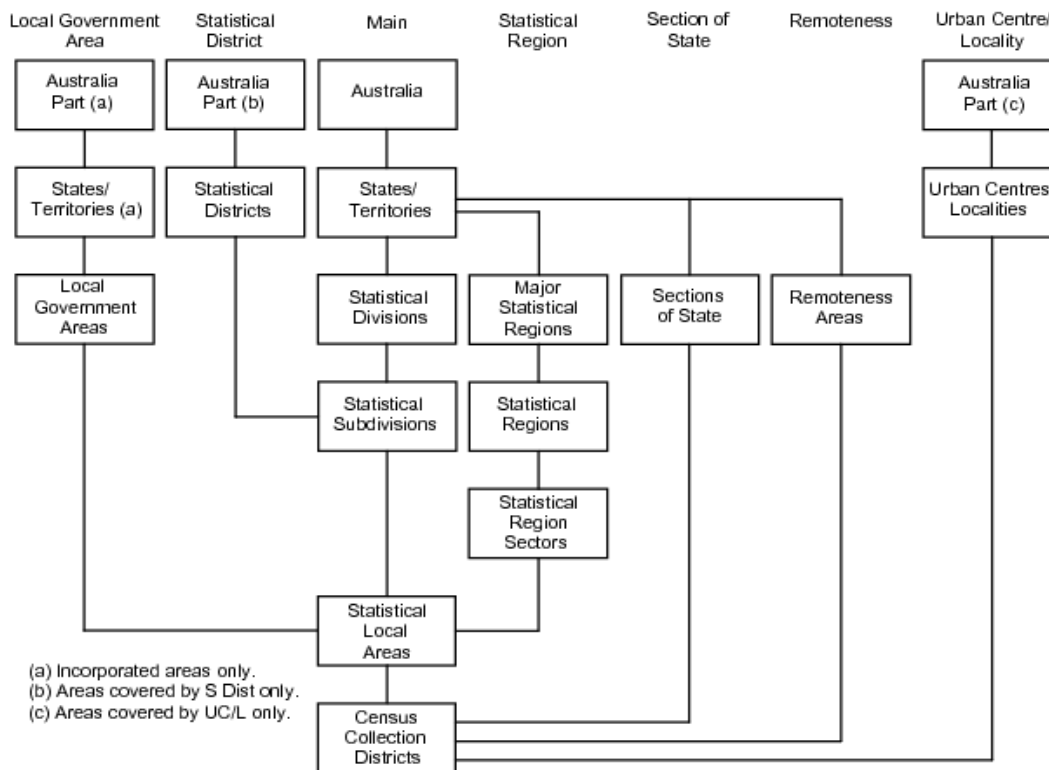 Local Government
Area
Statistical
District
Main
Statistical
Region
Section of
State
Remoteness
Urban Centre/
Locality
Australia
Part (a)
Australia
Part (b)
Australia
Australia
Part (c)
States/
Territories (a)
Statistical
Districts
States/
Territories
Urban Centres
Localities
Local
Government
Areas
Statistical
Divisions
Major
Statistical
Regions
Sections
of State
Remoteness
Areas
Statistical
Subdivisions
Statistical
Regions
Statistical
Region
Sectors
Statistical
Local
Areas
(a) Incorporated areas only.
(b) Areas covered by S Dist only.
(c) Areas covered by UC/L only.
Census
Collection
Districts